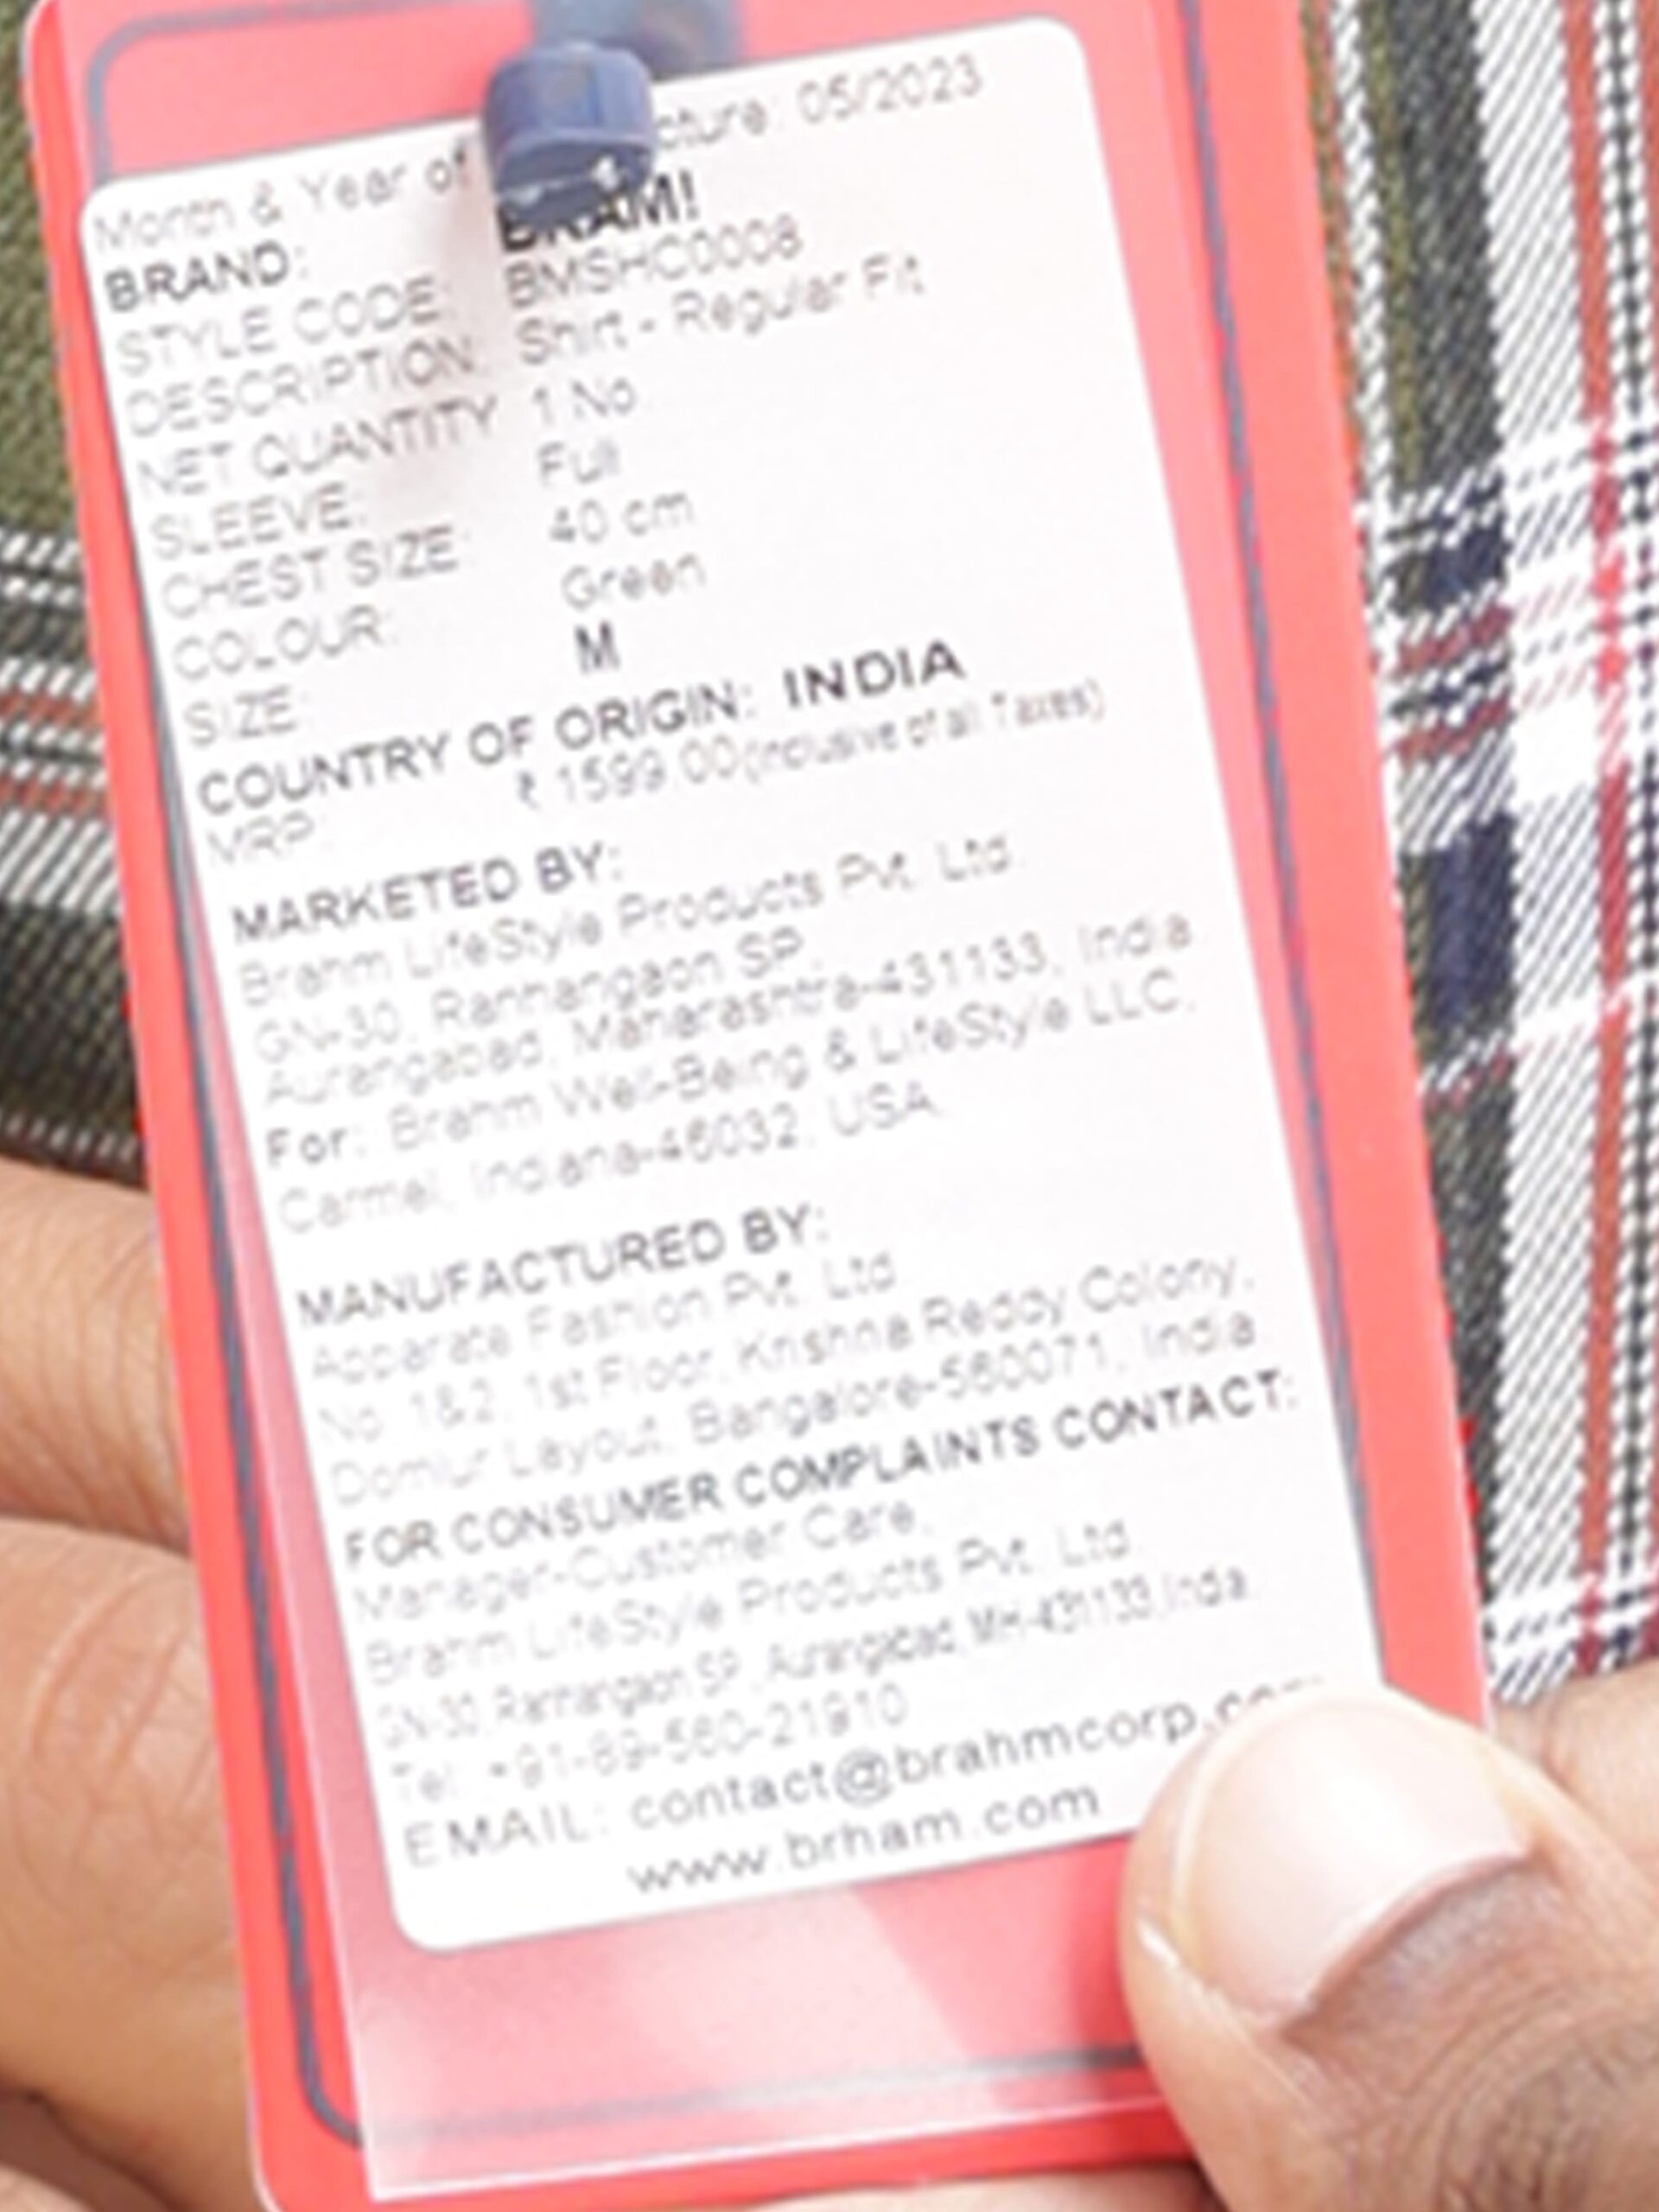 Month & Year of cture: 05/2023
BRAND: BRAM!
STYLE CODE: BMSHC0008
DESCRIPTION: Shirt - Regular Fit
NET QUANTITY 1 No
SLEEVE: Full
CHEST SIZE: 40 cm
COLOUR: Green
SIZE: M
COUNTRY OF ORIGIN: INDIA
MRP: ₹ 1599.00(inclusive of all Taxes)
MARKETED BY:
Brahm LifeStyle Products Pvt. Ltd.
GN-30, Ranhangaon SP,
Aurangabad, Maharashtra-431133, India
For: Brahm Well-Being & LifeStyle LLC,
Carmel, Indiana-46032, USA
MANUFACTURED BY:
Apparate Fashion Pvt. Ltd
No. 1&2, 1st Floor, Krishna Reddy Colony,
Domlur Layout, Bangalore-560071, India
FOR CONSUMER COMPLAINTS CONTACT:
Manager-Customer Care,
Brahm LifeStyle Products Pvt. Ltd
GN-30, Ranhangaon SP, Aurangabad, MH-431133, India
Tel: +91-89-560-21910
EMAIL: contact@brahmcorp.com
www.brham.com